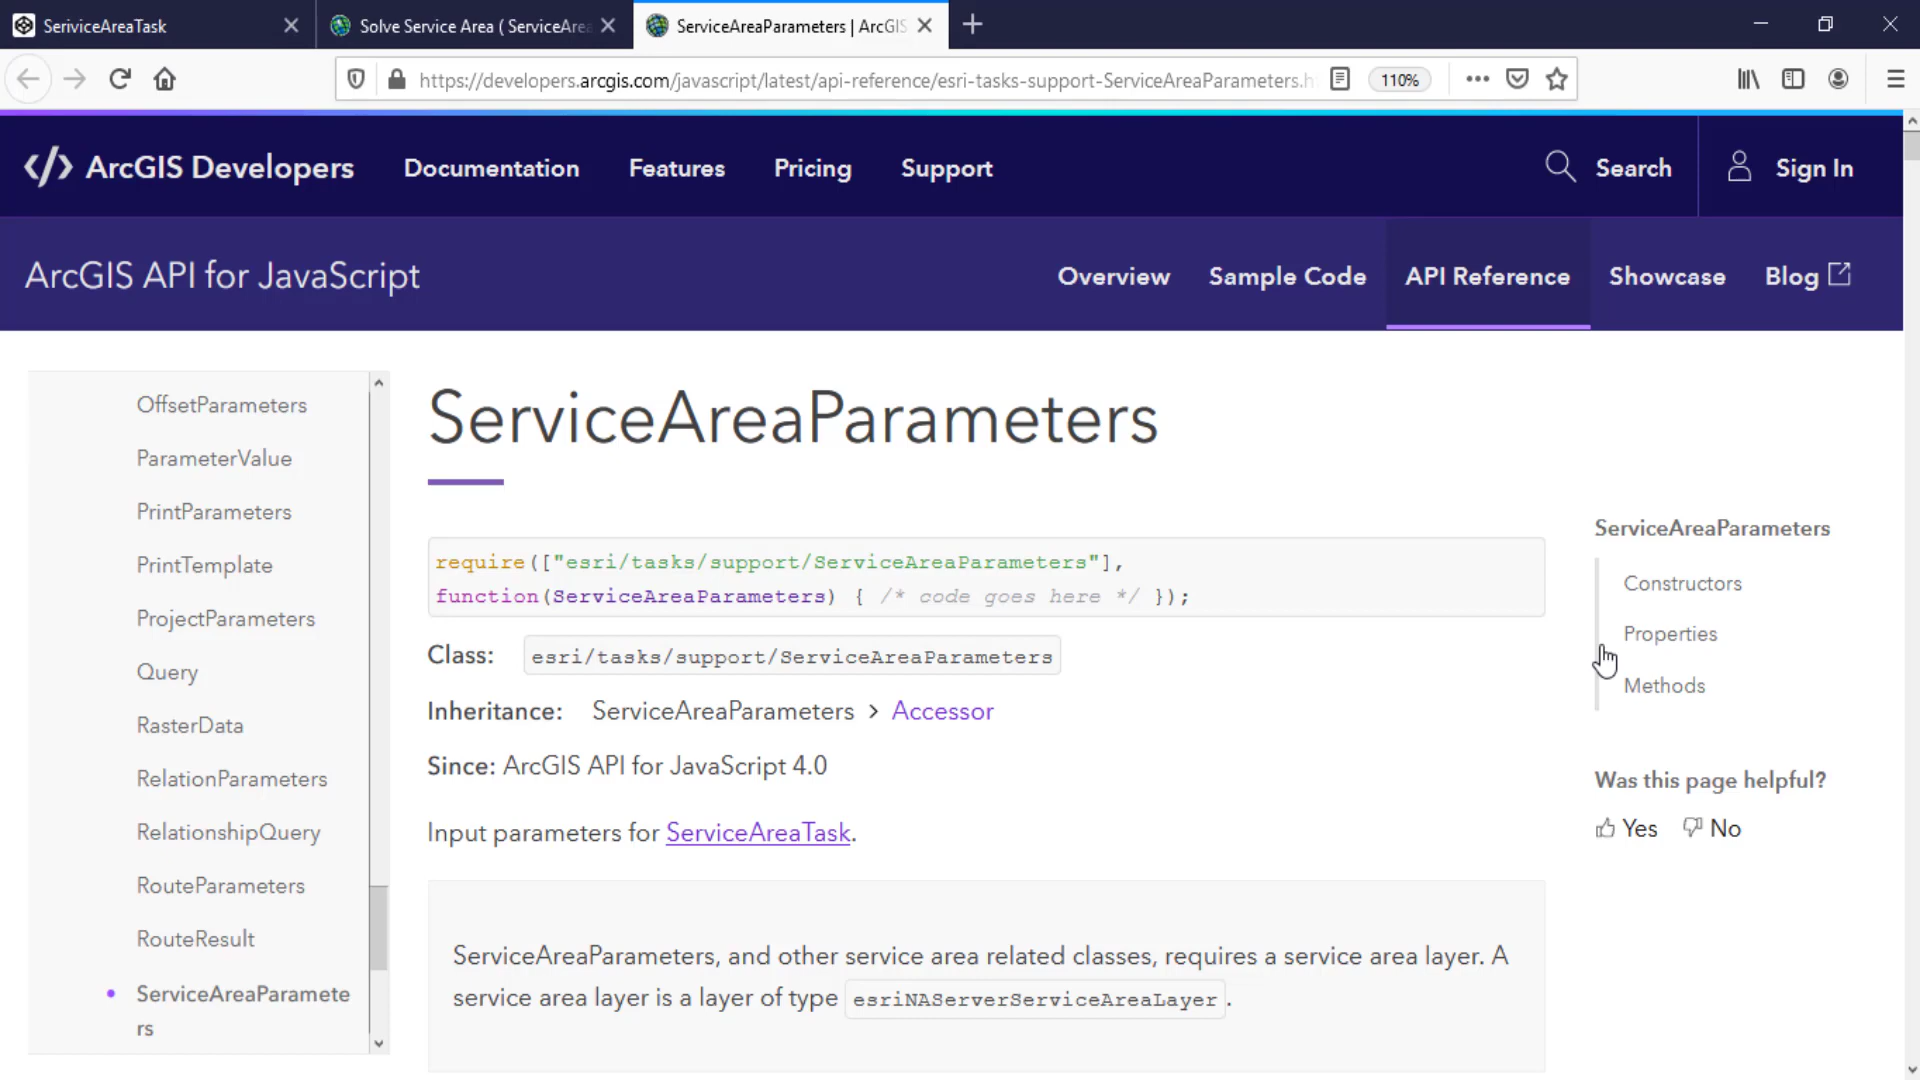 SeriviceAreaTask
Solve Service Area ( ServiceArea
ServiceAreaParameters | ArcGIS
https://developers.arcgis.com/javascript/latest/api-reference/esri-tasks-support-ServiceAreaParameters.h
110%
ArcGIS Developers
Documentation
Features
Pricing
Support
Search
Sign In
ArcGIS API for JavaScript
Overview
Sample Code
API Reference
Showcase
Blog
OffsetParameters
ParameterValue
PrintParameters
PrintTemplate
ProjectParameters
Query
RasterData
RelationParameters
RelationshipQuery
RouteParameters
RouteResult
ServiceAreaParamete
rs
ServiceAreaParameters
require(["esri/tasks/support/ServiceAreaParameters"],
function(ServiceAreaParameters) { /* code goes here */ });
Class: esri/tasks/support/ServiceAreaParameters
Inheritance: ServiceAreaParameters > Accessor
Since: ArcGIS API for JavaScript 4.0
Input parameters for ServiceAreaTask.
ServiceAreaParameters, and other service area related classes, requires a service area layer. A
service area layer is a layer of type esriNAServerServiceAreaLayer.
ServiceAreaParameters
Constructors
Properties
Methods
Was this page helpful?
Yes No